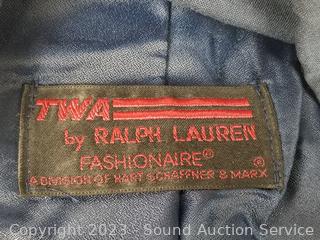 TWA
by RALPH LAUREN
FASHIONAIRE®
®
A DIVISION OF HART SCHAFFNER & MARX
Copyright 2023 - Sound Auction Service